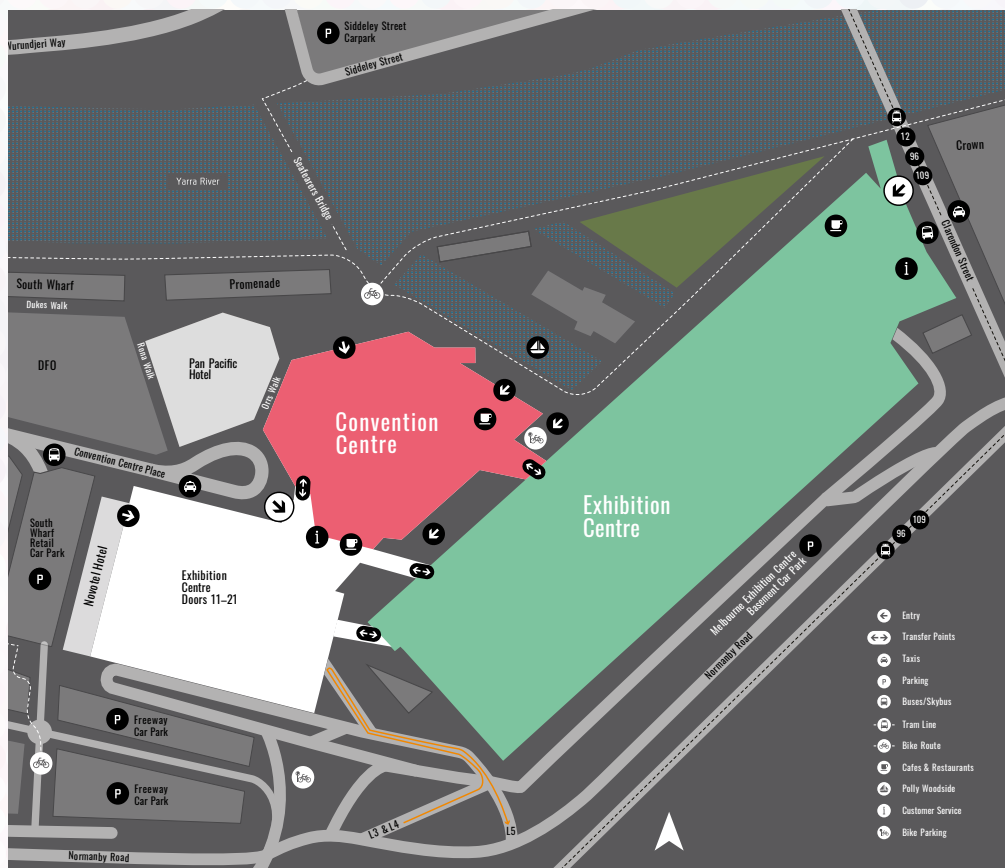 P
Siddeley Street
Carpark
Wurundjeri Way
Siddeley Street
12
96
109
Crown
Yarra River
Seafearers Bridge
Clarendon Street
i
South Wharf
Promenade
Dukes Walk
DFO
Rona Walk
Pan Pacific
Hotel
Orrs Walk
Convention
Centre
Convention Centre Place
Exhibition
Centre
South
Wharf
Retail
Car Park
P
Novotel Hotel
Exhibition
Centre
Doors 11–21
i
109
96
P
Melbourne Exhibition Centre
Basement Car Park
Normanby Road
P
Freeway
Car Park
P
Freeway
Car Park
L3 & L4
L5
Normanby Road
Entry
Transfer Points
Taxis
P
Parking
Buses/Skybus
Tram Line
Bike Route
Cafes & Restaurants
Polly Woodside
i
Customer Service
Bike Parking